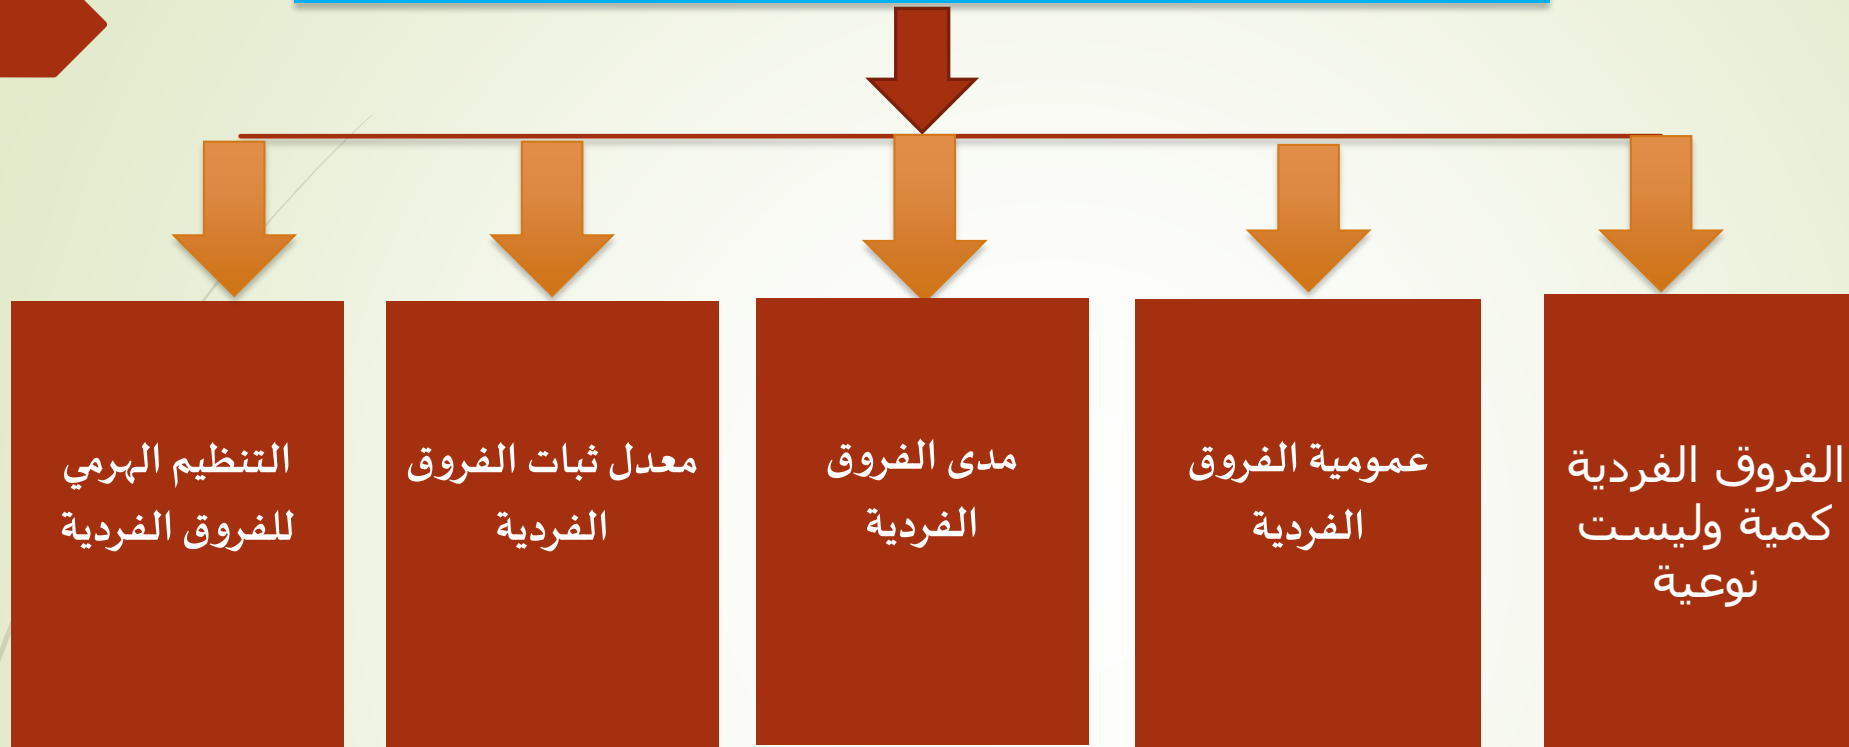 الفروق الفردية
كمية وليست
نوعية
عمومية الفروق
الفردية
مدى الفروق
الفردية
معدل ثبات الفروق
الفردية
التنظيم الهرمي
للفروق الفردية